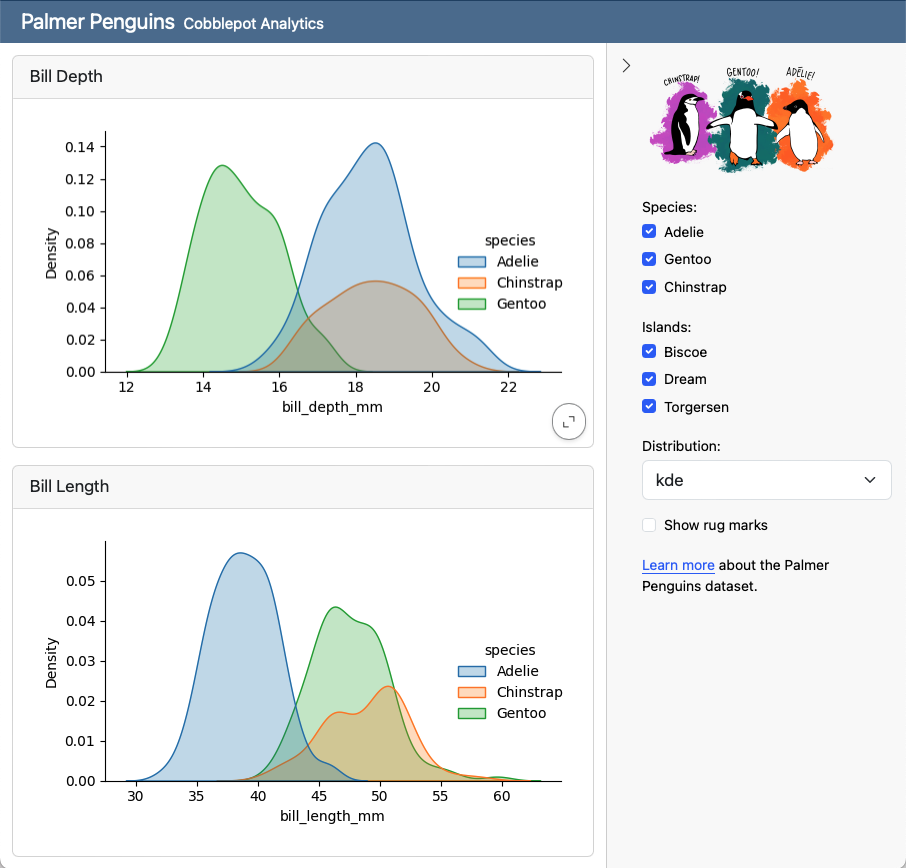 Palmer Penguins Cobblepot Analytics
Bill Depth
0.14
0.12
0.10
0.08
0.06
0.04
0.02
0.00
Density
12 14 16 18 20 22
bill_depth_mm
species
Adelie
Chinstrap
Gentoo
Bill Length
0.05
0.04
0.03
0.02
0.01
0.00
Density
30 35 40 45 50 55 60
bill_length_mm
species
Adelie
Chinstrap
Gentoo
CHINSTRAP! GENTOO! ADÉLIE!
Species:
Adelie
Gentoo
Chinstrap
Islands:
Biscoe
Dream
Torgersen
Distribution:
kde
Show rug marks
Learn more about the Palmer
Penguins dataset.